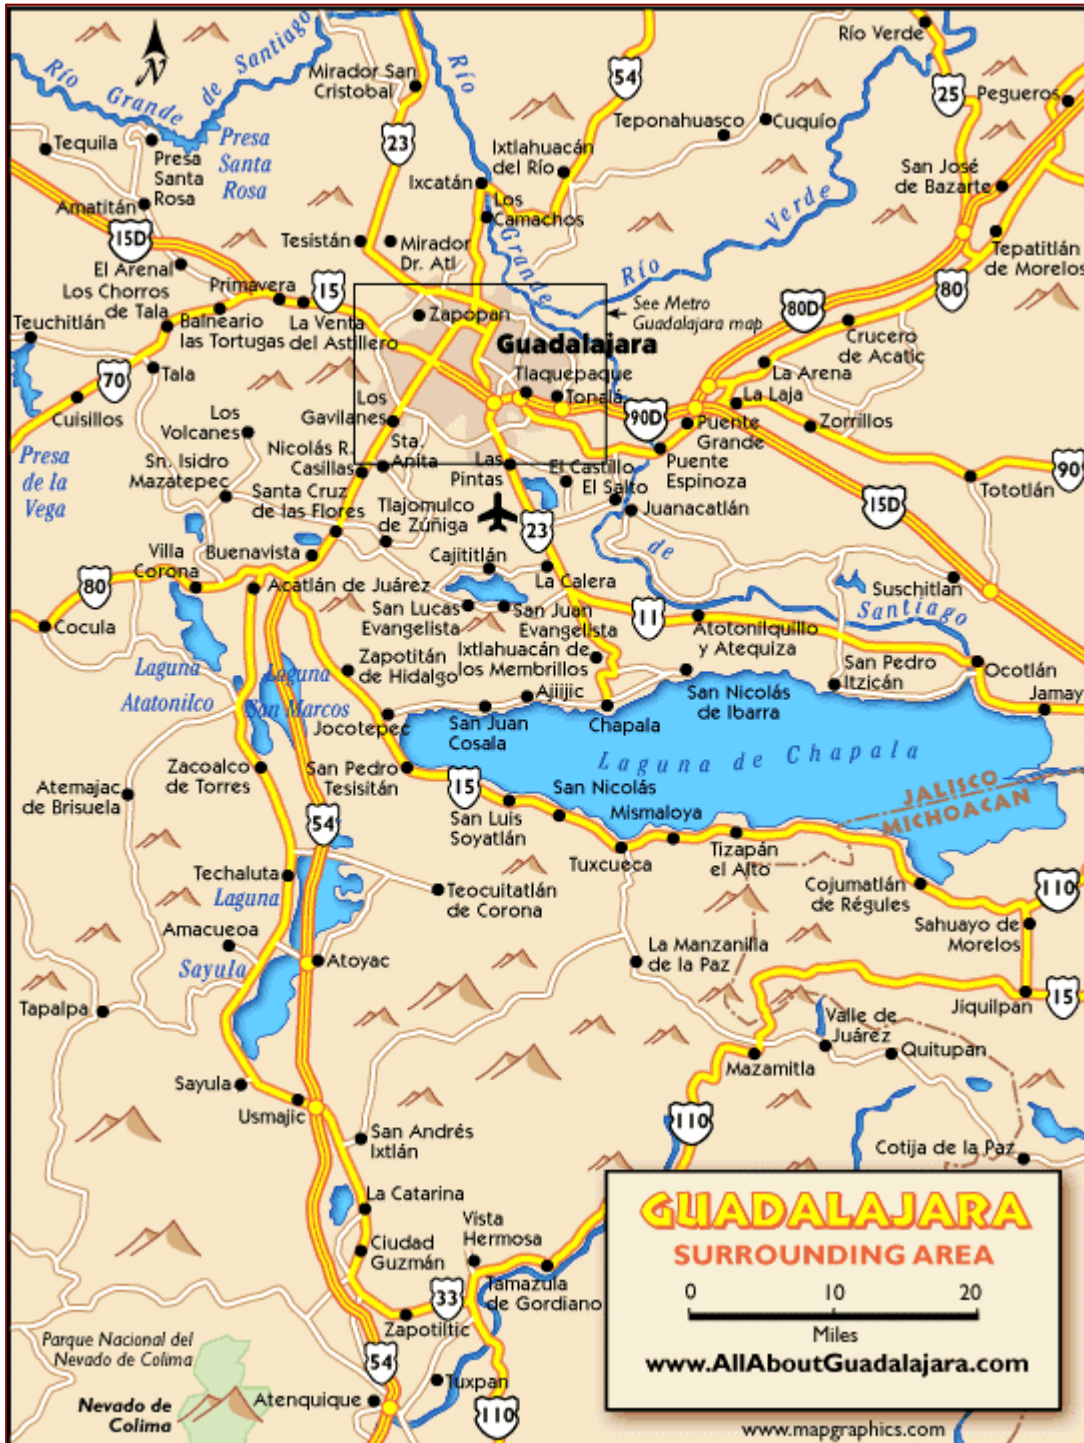 Río Verde
Río
Grande
de Santiago
N
Mirador San
Cristobal
Río
54
25
Pegueros
Tequila
Presa
Santa
Rosa
Presa
Santa
Rosa
23
Teponahuasco
Cuquío
Ixtlahuacán
del Río
San José
de Bazarte
Amatitán
Ixcatán
Los
Camachos
Verde
15D
Tesistán
Mirador
Dr. Atl
Grande
Río
Tepatitlán
de Morelos
El Arenal
Los Chorros
de Tala
Primavera
15
80D
80
See Metro
Guadalajara map
Teuchitlán
Balneario
las Tortugas
La Venta
del Astillero
Zapopan
Guadalajara
Crucero
de Acatic
70
Tala
La Arena
Tlaquepaque
Tonalá
La Laja
Cuisillos
Los
Volcanes
Los
Gavilanes
90D
Puente
Grande
Zorrillos
Presa
de la
Vega
Sn. Isidro
Mazatepec
Nicolás R.
Casillas
Sta.
Anita
Las
Pintas
El Castillo
El Salto
Puente
Espinoza
90
Tototlán
Santa Cruz
de las Flores
Tlajomulco
de Zúñiga
Juanacatlán
15D
23
de
Villa
Corona
Buenavista
Cajititlán
La Calera
Suschitlan
80
Acatlán de Juárez
San Lucas
Evangelista
San Juan
Evangelista
11
Santiago
Cocula
Atotonilquillo
y Atequiza
Laguna
Atatonilco
Laguna
San Marcos
Zapotitán
de Hidalgo
Ixtlahuacán de
los Membrillos
San Pedro
Itzicán
Ocotlán
Ajijic
San Nicolás
de Ibarra
Jamay
Jocotepec
San Juan
Cosala
Chapala
Laguna de Chapala
Zacoalco
de Torres
San Pedro
Tesisitán
15
San Nicolás
JALISCO
MICHOACAN
Atemajac
de Brisuela
54
San Luis
Soyatlán
Mismaloya
Tizapán
el Alto
Tuxcueca
Techaluta
Teocuitatlán
de Corona
Cojumatlán
de Régules
110
Laguna
Sayula
Amacueoa
Sahuayo de
Morelos
Atoyac
La Manzanilla
de la Paz
Tapalpa
Jiquilpan
15
Valle de
Juárez
Quitupan
Mazamitla
Sayula
Usmajic
110
San Andrés
Ixtlán
Cotija de la Paz
La Catarina
Vista
Hermosa
Ciudad
Guzmán
Tamazula
de Gordiano
33
Zapotiltic
Parque Nacional del
Nevado de Colima
54
Tuxpan
Nevado de
Colima
Atenquique
110
GUADALAJARA
SURROUNDING AREA
0 10 20
Miles
www.AllAboutGuadalajara.com
www.mapgraphics.com